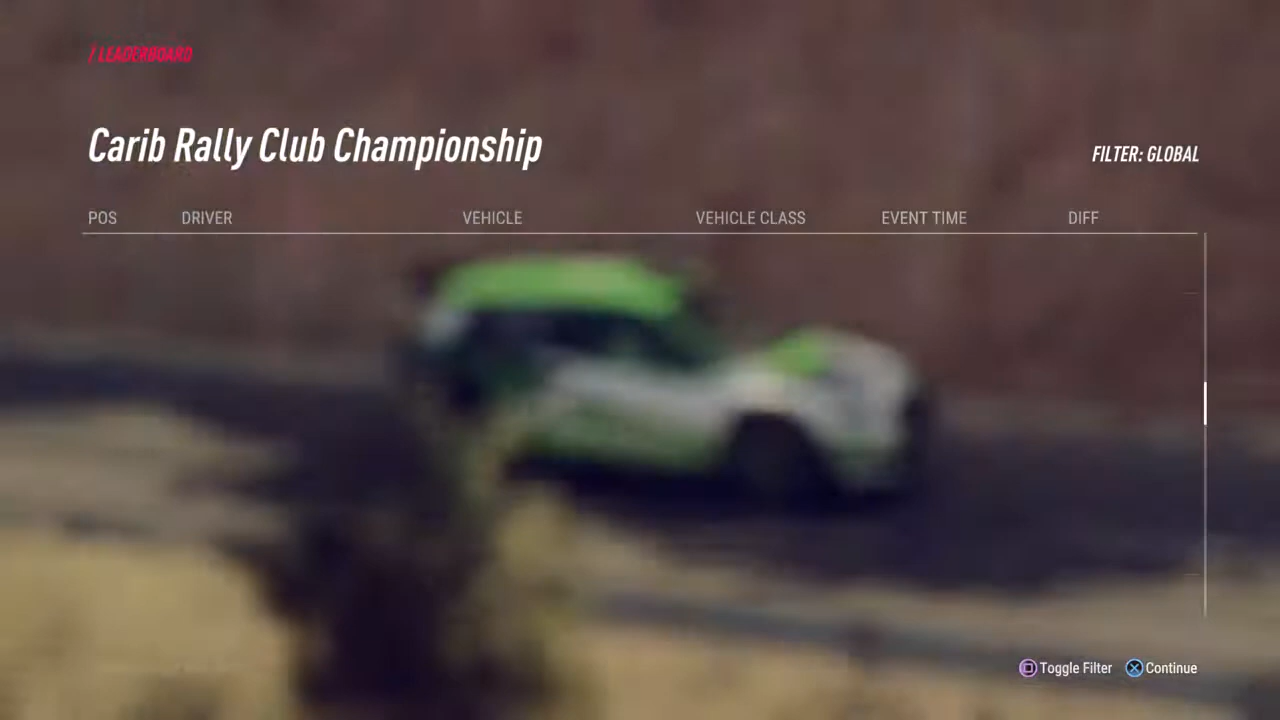 / LEADERBOARD
Carib Rally Club Championship
FILTER: GLOBAL
POS DRIVER VEHICLE VEHICLE CLASS EVENT TIME DIFF
Toggle Filter Continue